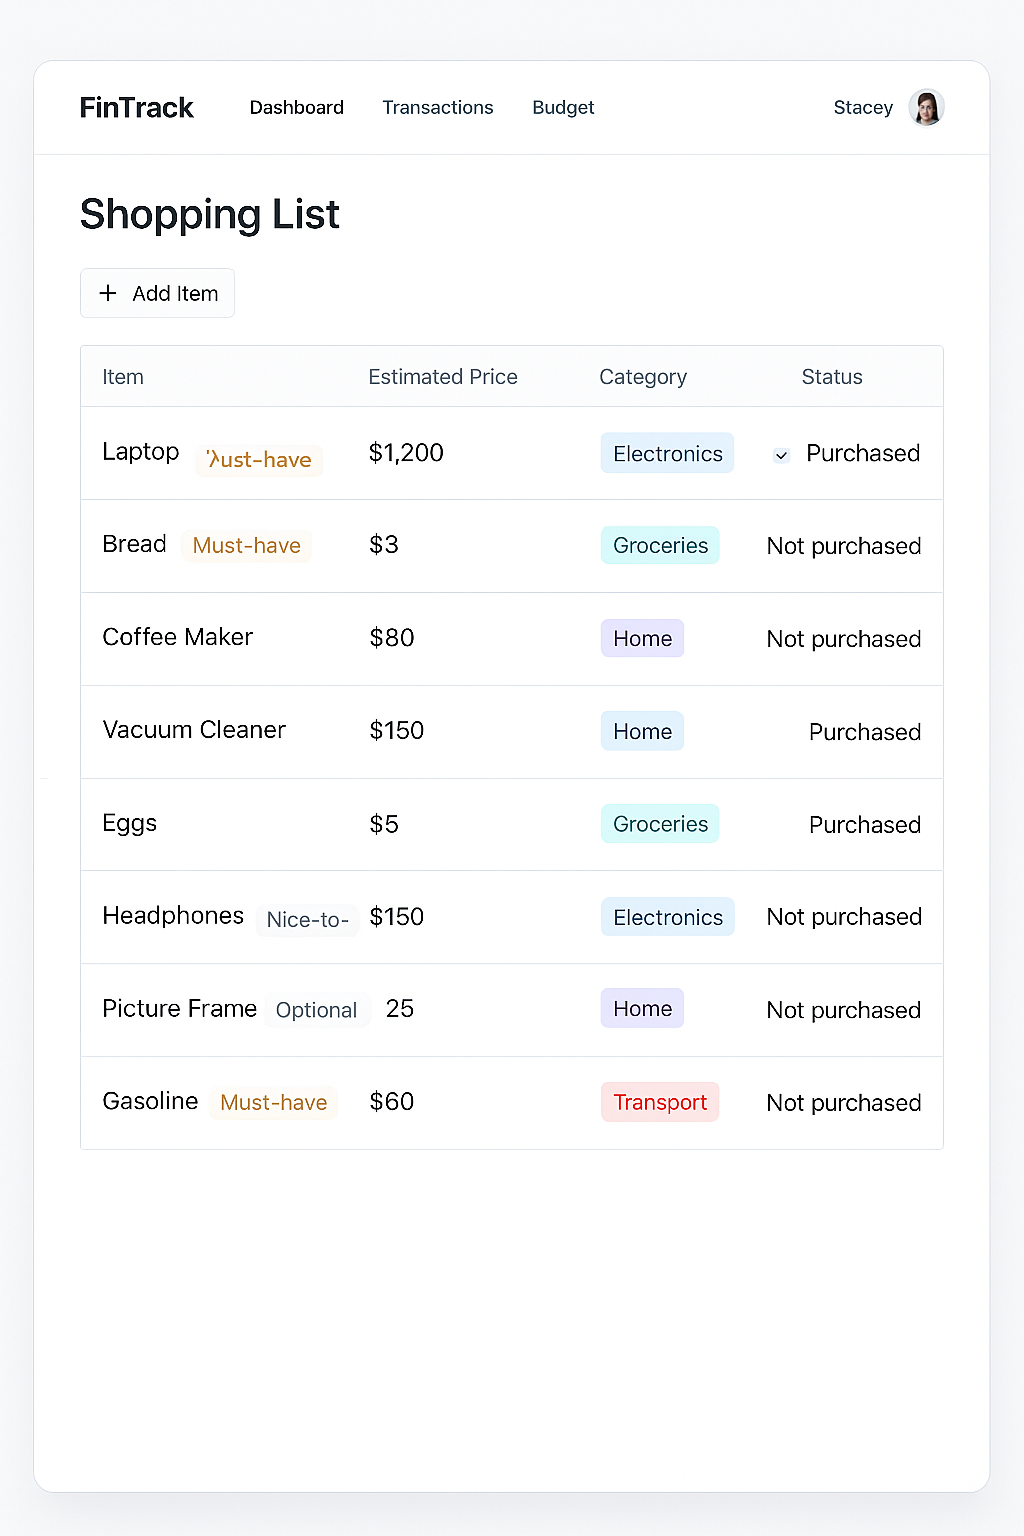 FinTrack Dashboard Transactions Budget Stacey
Shopping List
+ Add Item
Item Estimated Price Category Status
Laptop $1,200 Electronics Purchased
Bread Must-have $3 Groceries Not purchased
Coffee Maker $80 Home Not purchased
Vacuum Cleaner $150 Home Purchased
Eggs $5 Groceries Purchased
Headphones Nice-to- $150 Electronics Not purchased
Picture Frame Optional 25 Home Not purchased
Gasoline Must-have $60 Transport Not purchased